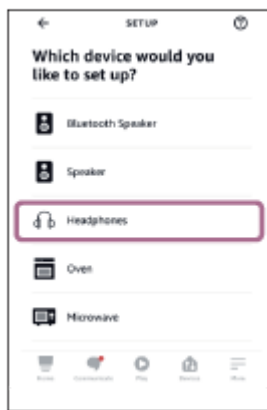 SETUP
Which device would you
like to set up?
Bluetooth Speaker
Speaker
Headphones
Oven
Microwave
Home Communicate Play Devices More